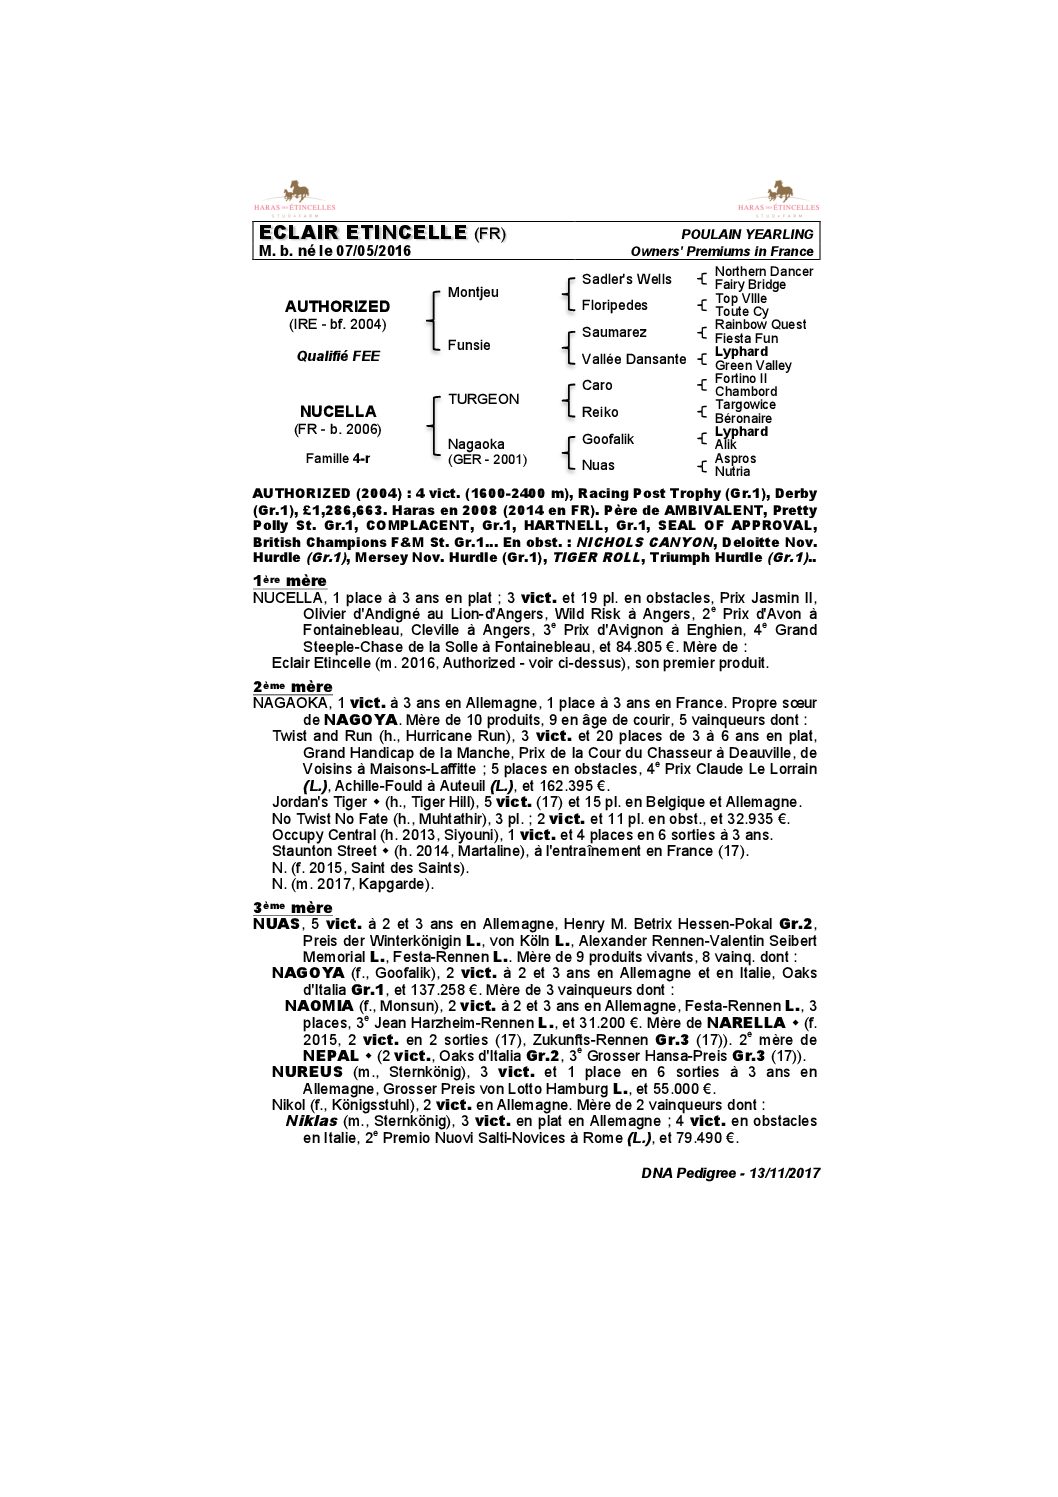 HARAS DES ÉTINCELLES
STUDFARM
HARAS DES ÉTINCELLES
STUDFARM
ECLAIR ETINCELLE (FR) POULAIN YEARLING
M. b. né le 07/05/2016 Owners' Premiums in France
AUTHORIZED
(IRE - bf. 2004)
Qualifié FEE
NUCELLA
(FR - b. 2006)
Famille 4-r
Montjeu
Funsie
TURGEON
Nagaoka
(GER - 2001)
Sadler's Wells
Floripedes
Saumarez
Vallée Dansante
Caro
Reiko
Goofalik
Nuas
Northern Dancer
Fairy Bridge
Top VIlle
Toute Cy
Rainbow Quest
Fiesta Fun
Lyphard
Green Valley
Fortino II
Chambord
Targowice
Béronaire
Lyphard
Alik
Aspros
Nutria
AUTHORIZED (2004) : 4 vict. (1600-2400 m), Racing Post Trophy (Gr.1), Derby
(Gr.1), £1,286,663. Haras en 2008 (2014 en FR). Père de AMBIVALENT, Pretty
Polly St. Gr.1, COMPLACENT, Gr.1, HARTNELL, Gr.1, SEAL OF APPROVAL,
British Champions F&M St. Gr.1... En obst. : NICHOLS CANYON, Deloitte Nov.
Hurdle (Gr.1), Mersey Nov. Hurdle (Gr.1), TIGER ROLL, Triumph Hurdle (Gr.1)..
1ère mère
NUCELLA, 1 place à 3 ans en plat ; 3 vict. et 19 pl. en obstacles, Prix Jasmin II,
Olivier d'Andigné au Lion-d'Angers, Wild Risk à Angers, 2e Prix d'Avon à
Fontainebleau, Cleville à Angers, 3e Prix d'Avignon à Enghien, 4e Grand
Steeple-Chase de la Solle à Fontainebleau, et 84.805 €. Mère de :
Eclair Etincelle (m. 2016, Authorized - voir ci-dessus), son premier produit.
2ème mère
NAGAOKA, 1 vict. à 3 ans en Allemagne, 1 place à 3 ans en France. Propre sœur
de NAGOYA. Mère de 10 produits, 9 en âge de courir, 5 vainqueurs dont :
Twist and Run (h., Hurricane Run), 3 vict. et 20 places de 3 à 6 ans en plat,
Grand Handicap de la Manche, Prix de la Cour du Chasseur à Deauville, de
Voisins à Maisons-Laffitte ; 5 places en obstacles, 4e Prix Claude Le Lorrain
(L.), Achille-Fould à Auteuil (L.), et 162.395 €.
Jordan's Tiger ♦ (h., Tiger Hill), 5 vict. (17) et 15 pl. en Belgique et Allemagne.
No Twist No Fate (h., Muhtathir), 3 pl. ; 2 vict. et 11 pl. en obst., et 32.935 €.
Occupy Central (h. 2013, Siyouni), 1 vict. et 4 places en 6 sorties à 3 ans.
Staunton Street ♦ (h. 2014, Martaline), à l'entraînement en France (17).
N. (f. 2015, Saint des Saints).
N. (m. 2017, Kapgarde).
3ème mère
NUAS, 5 vict. à 2 et 3 ans en Allemagne, Henry M. Betrix Hessen-Pokal Gr.2,
Preis der Winterkönigin L., von Köln L., Alexander Rennen-Valentin Seibert
Memorial L., Festa-Rennen L.. Mère de 9 produits vivants, 8 vainq. dont :
NAGOYA (f., Goofalik), 2 vict. à 2 et 3 ans en Allemagne et en Italie, Oaks
d'Italia Gr.1, et 137.258 €. Mère de 3 vainqueurs dont :
NAOMIA (f., Monsun), 2 vict. à 2 et 3 ans en Allemagne, Festa-Rennen L., 3
places, 3e Jean Harzheim-Rennen L., et 31.200 €. Mère de NARELLA ♦ (f.
2015, 2 vict. en 2 sorties (17), Zukunfts-Rennen Gr.3 (17)). 2e mère de
NEPAL ♦ (2 vict., Oaks d'Italia Gr.2, 3e Grosser Hansa-Preis Gr.3 (17)).
NUREUS (m., Sternkönig), 3 vict. et 1 place en 6 sorties à 3 ans en
Allemagne, Grosser Preis von Lotto Hamburg L., et 55.000 €.
Nikol (f., Königsstuhl), 2 vict. en Allemagne. Mère de 2 vainqueurs dont :
Niklas (m., Sternkönig), 3 vict. en plat en Allemagne ; 4 vict. en obstacles
en Italie, 2e Premio Nuovi Salti-Novices à Rome (L.), et 79.490 €.
DNA Pedigree - 13/11/2017